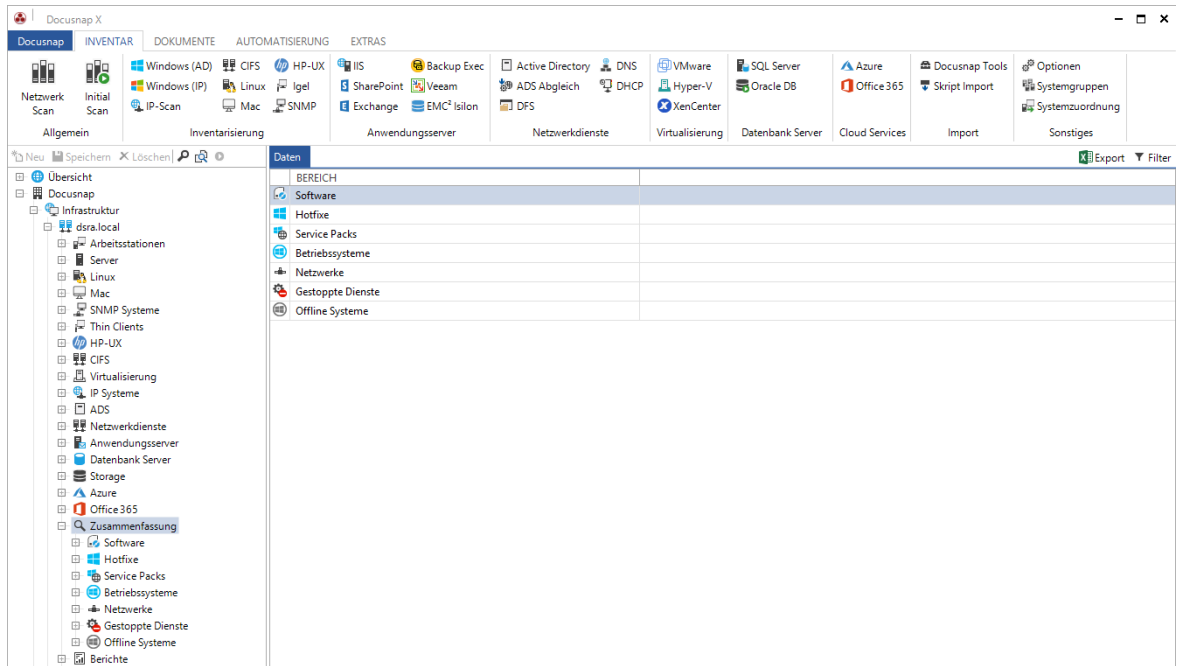 Docusnap X
Docusnap INVENTAR DOKUMENTE AUTOMATISIERUNG EXTRAS
Windows (AD) CIFS HP-UX IIS Backup Exec Active Directory DNS VMware SQL Server Azure Docusnap Tools Optionen
Windows (IP) Linux Igel SharePoint Veeam ADS Abgleich DHCP Hyper-V Oracle DB Office 365 Skript Import Systemgruppen
Netzwerk Scan Initial Scan IP-Scan Mac SNMP Exchange EMC² Isilon DFS XenCenter Systemzuordnung
Allgemein Inventarisierung Anwendungsserver Netzwerkdienste Virtualisierung Datenbank Server Cloud Services Import Sonstiges
Neu Speichern Löschen Daten Export Filter
Übersicht
Docusnap
Infrastruktur
dsra.local
Arbeitsstationen
Server
Linux
Mac
SNMP Systeme
Thin Clients
HP-UX
CIFS
Virtualisierung
IP Systeme
ADS
Netzwerkdienste
Anwendungsserver
Datenbank Server
Storage
Azure
Office 365
Zusammenfassung
Software
Hotfixe
Service Packs
Betriebssysteme
Netzwerke
Gestoppte Dienste
Offline Systeme
Berichte
BEREICH
Software
Hotfixe
Service Packs
Betriebssysteme
Netzwerke
Gestoppte Dienste
Offline Systeme